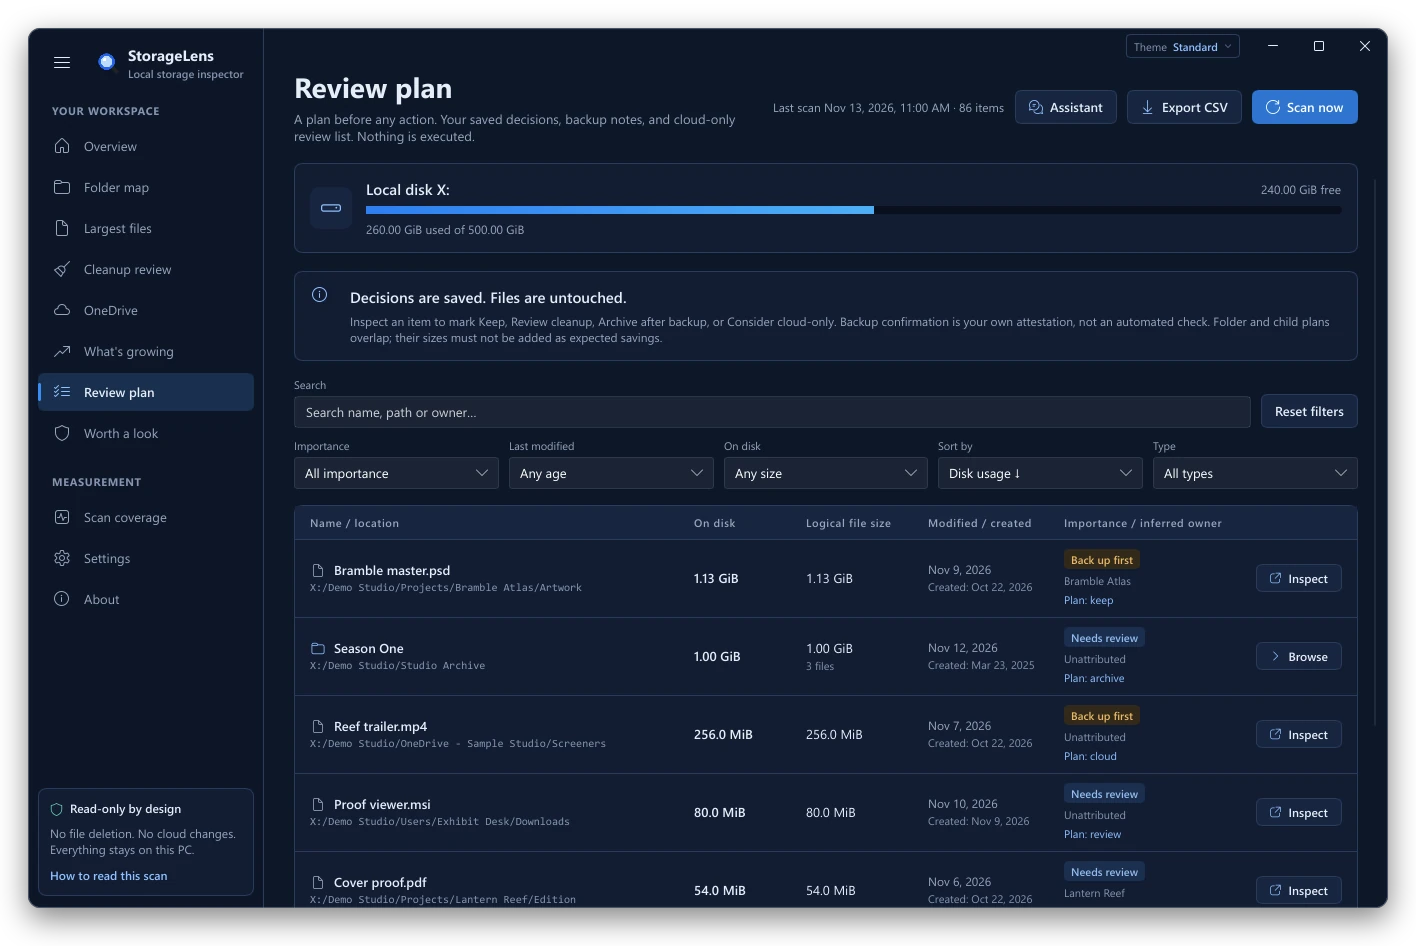 StorageLens
Local storage inspector
YOUR WORKSPACE
Overview
Folder map
Largest files
Cleanup review
OneDrive
What's growing
Review plan
Worth a look
MEASUREMENT
Scan coverage
Settings
About
Read-only by design
No file deletion. No cloud changes.
Everything stays on this PC.
How to read this scan
Theme Standard
Review plan
A plan before any action. Your saved decisions, backup notes, and cloud-only
review list. Nothing is executed.
Last scan Nov 13, 2026, 11:00 AM · 86 items
Assistant
Export CSV
Scan now
Local disk X:
240.00 GiB free
260.00 GiB used of 500.00 GiB
Decisions are saved. Files are untouched.
Inspect an item to mark Keep, Review cleanup, Archive after backup, or Consider cloud-only. Backup confirmation is your own attestation, not an automated check. Folder and child plans
overlap; their sizes must not be added as expected savings.
Search
Search name, path or owner...
Reset filters
Importance
Last modified
On disk
Sort by
Type
All importance
Any age
Any size
Disk usage ↓
All types
Name / location
On disk
Logical file size
Modified / created
Importance / inferred owner
Bramble master.psd
X:/Demo Studio/Projects/Bramble Atlas/Artwork
1.13 GiB
1.13 GiB
Nov 9, 2026
Created: Oct 22, 2026
Back up first
Bramble Atlas
Plan: keep
Inspect
Season One
X:/Demo Studio/Studio Archive
1.00 GiB
1.00 GiB
3 files
Nov 12, 2026
Created: Mar 23, 2025
Needs review
Unattributed
Plan: archive
Browse
Reef trailer.mp4
X:/Demo Studio/OneDrive - Sample Studio/Screeners
256.0 MiB
256.0 MiB
Nov 7, 2026
Created: Oct 22, 2026
Back up first
Unattributed
Plan: cloud
Inspect
Proof viewer.msi
X:/Demo Studio/Users/Exhibit Desk/Downloads
80.0 MiB
80.0 MiB
Nov 10, 2026
Created: Nov 9, 2026
Needs review
Unattributed
Plan: review
Inspect
Cover proof.pdf
X:/Demo Studio/Projects/Lantern Reef/Edition
54.0 MiB
54.0 MiB
Nov 6, 2026
Created: Oct 22, 2026
Needs review
Lantern Reef
Inspect